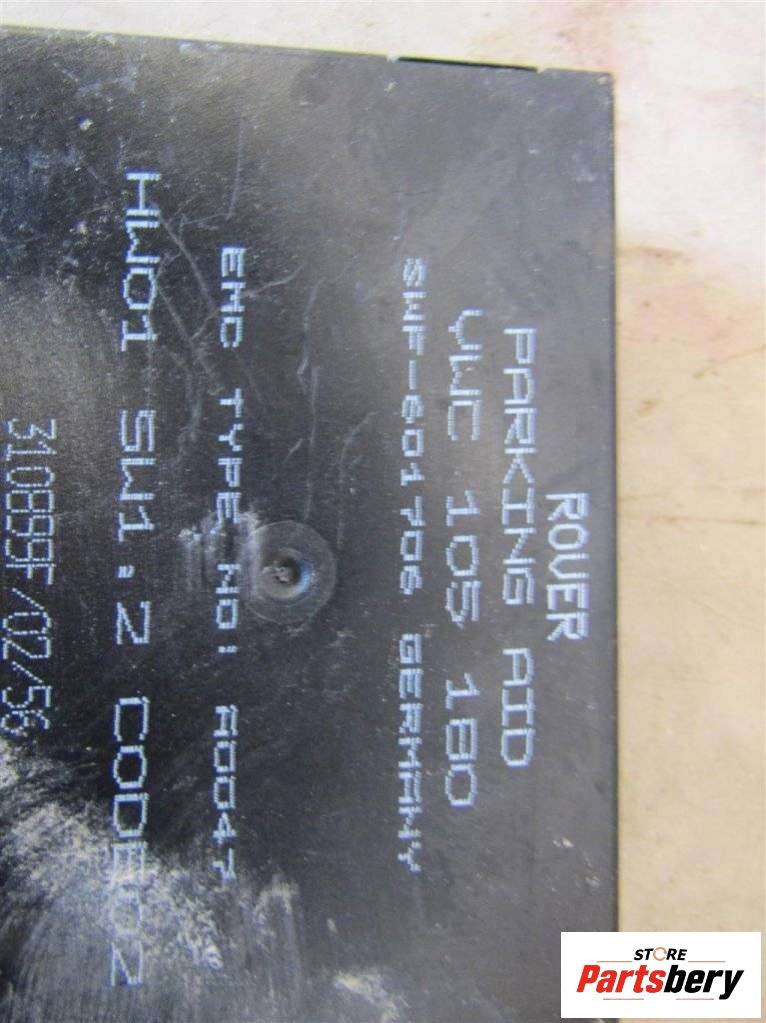 ROVER
PARKING AID
YWC 105 180
SWF-601706 GERMANY
EMC TYPE NO: A0047
HW01 SW1.2 CODE:Z
310899F/02/56
STORE
Partsbery